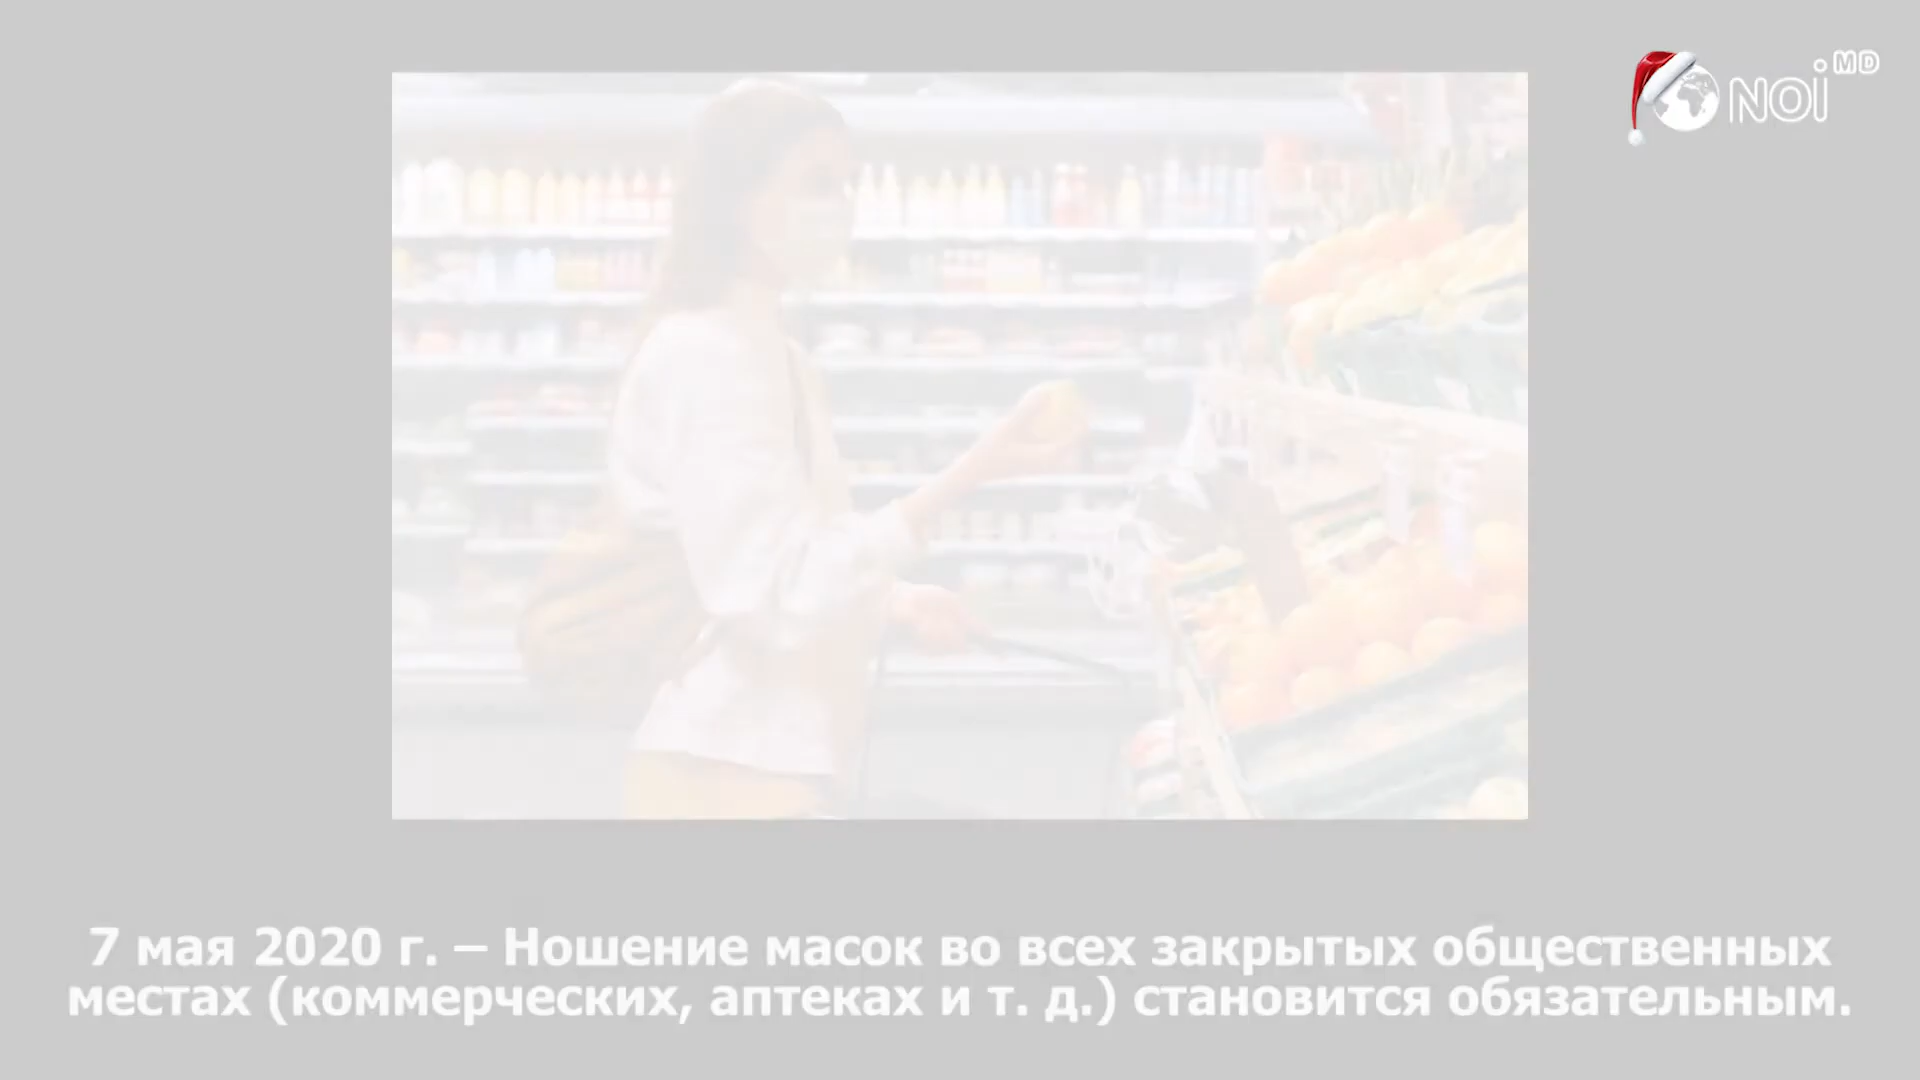 NOI MD
7 мая 2020 г. – Ношение масок во всех закрытых общественных
местах (коммерческих, аптеках и т. д.) становится обязательным.